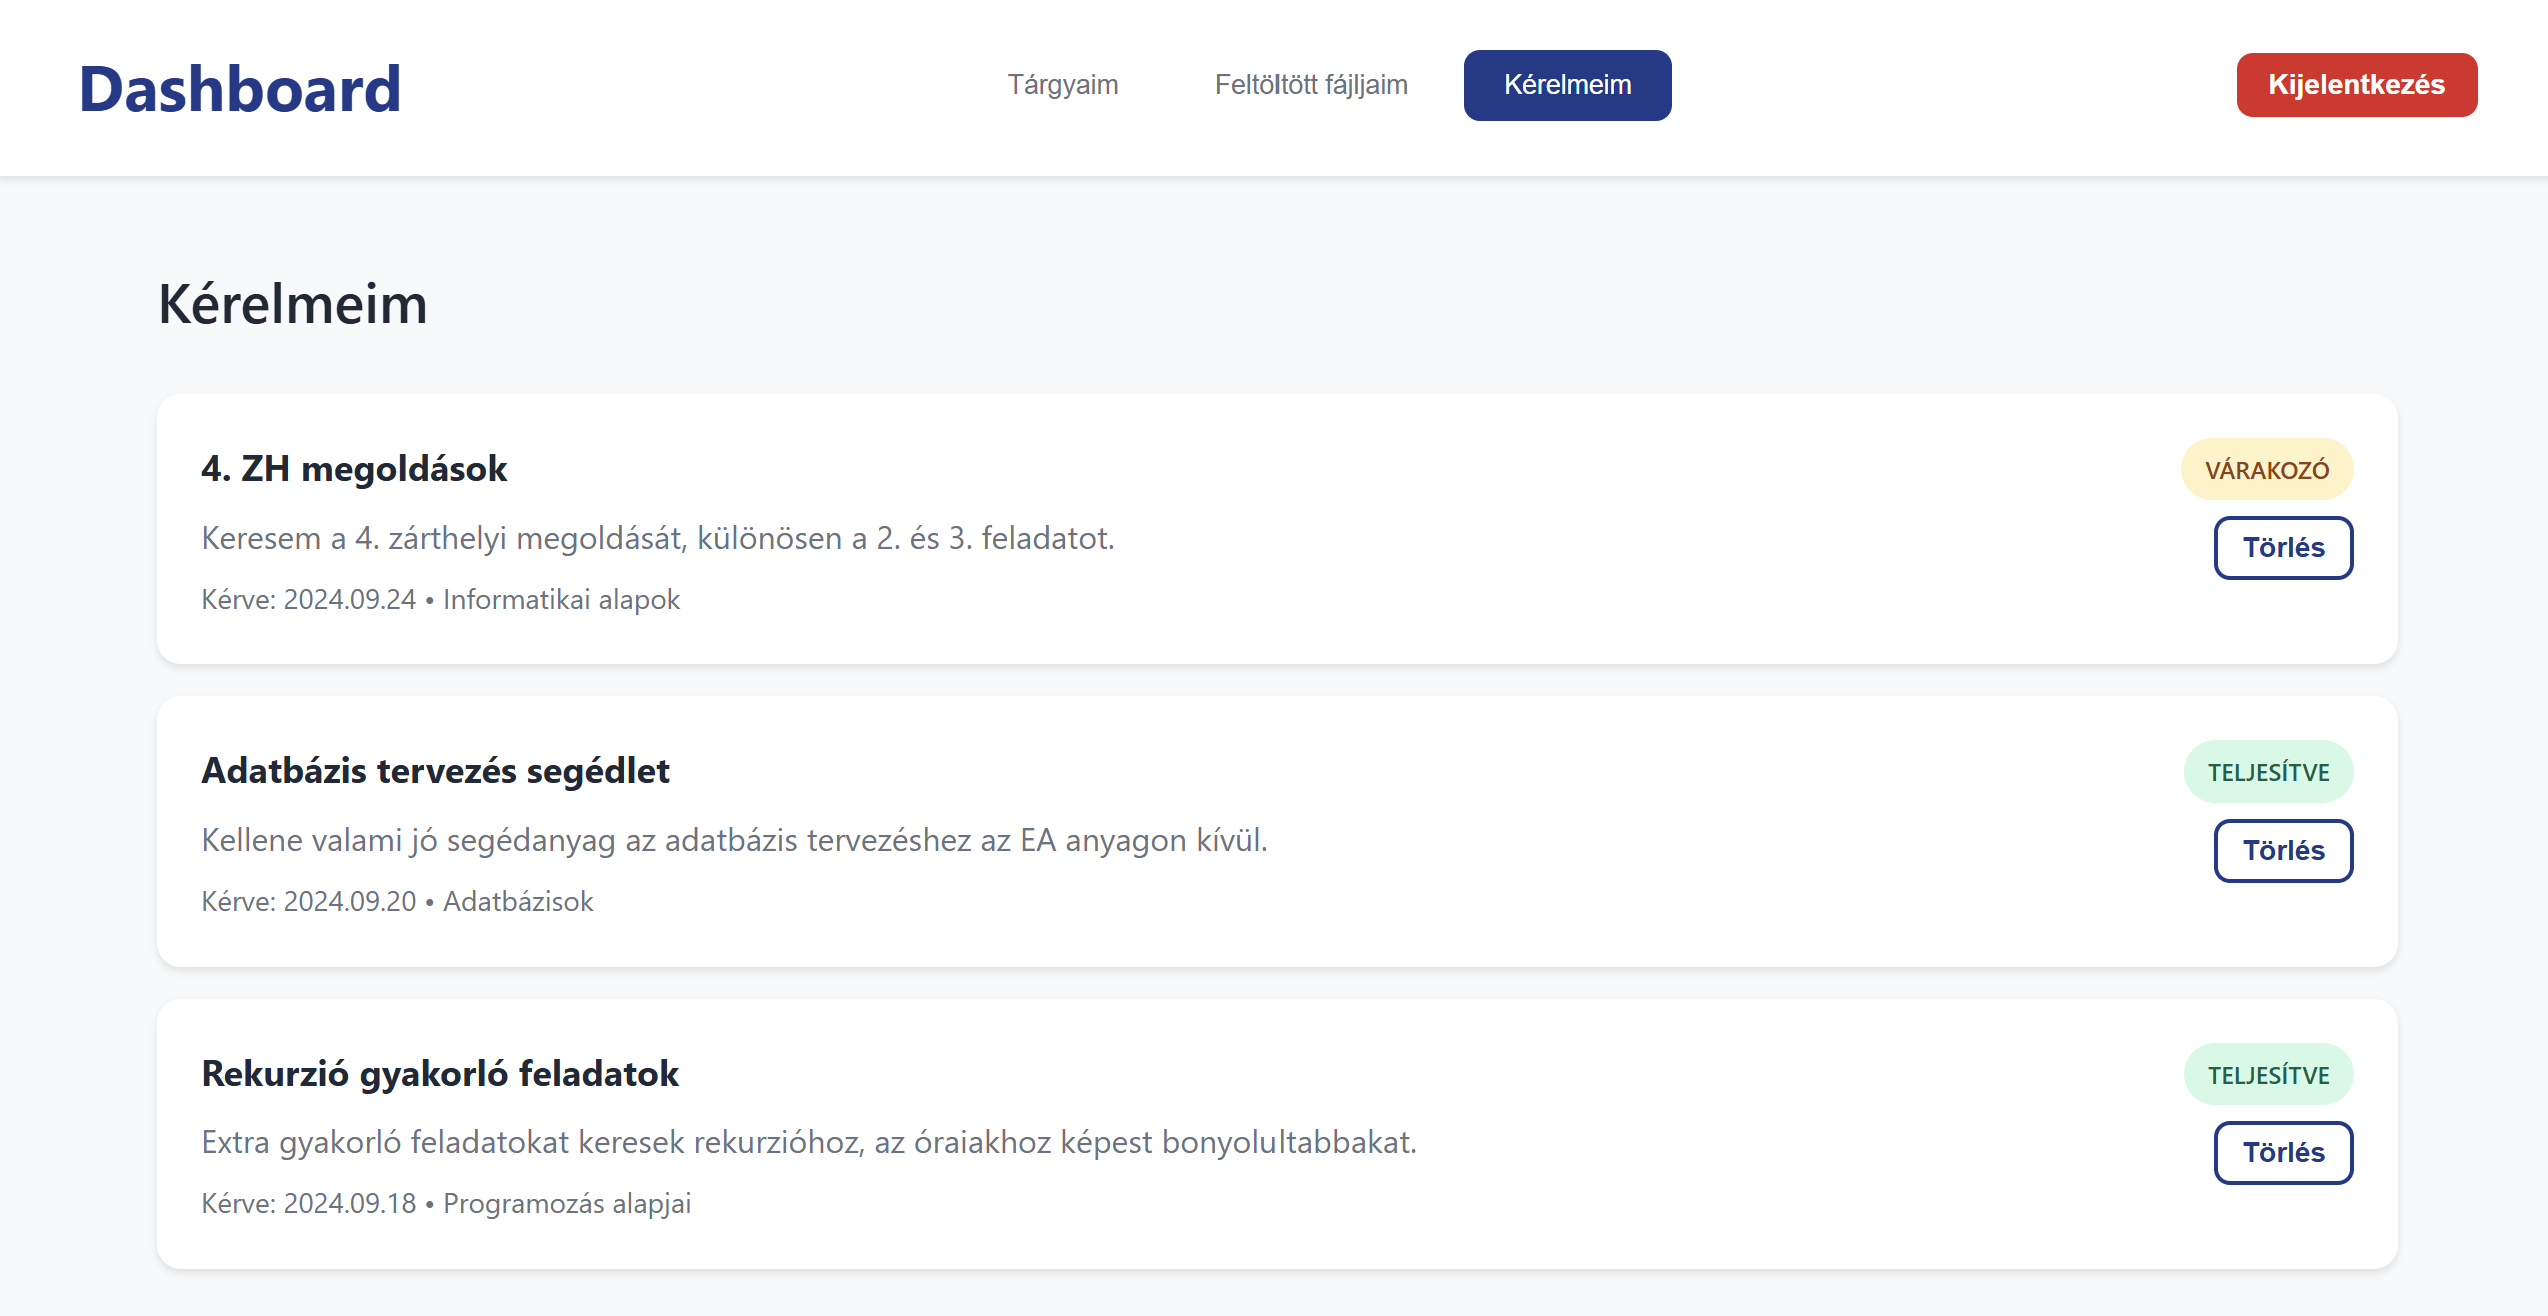 Dashboard
Tárgyaim
Feltöltött fájljaim
Kérelmeim
Kijelentkezés
Kérelmeim
4. ZH megoldások
VÁRAKOZÓ
Keresem a 4. zárthelyi megoldását, különösen a 2. és 3. feladatot.
Törlés
Kérve: 2024.09.24 • Informatikai alapok
Adatbázis tervezés segédlet
TELJESÍTVE
Kellene valami jó segédanyag az adatbázis tervezéshez az EA anyagon kívül.
Törlés
Kérve: 2024.09.20 • Adatbázisok
Rekurzió gyakorló feladatok
TELJESÍTVE
Extra gyakorló feladatokat keresek rekurzióhoz, az óraiakhoz képest bonyolultabbakat.
Törlés
Kérve: 2024.09.18 • Programozás alapjai